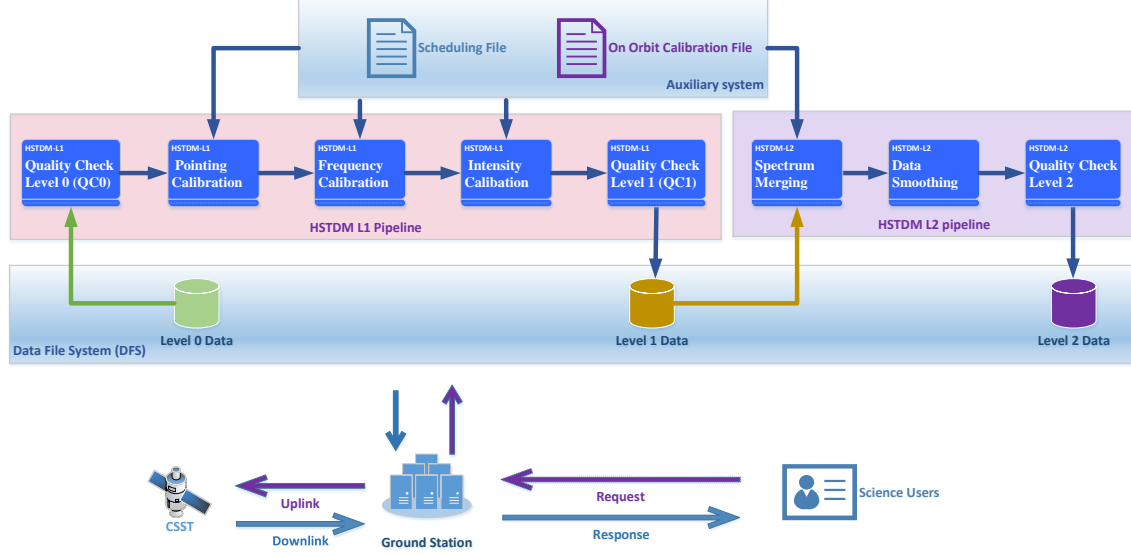 Scheduling File
On Orbit Calibration File
Auxiliary system
HSTDM-L1
Quality Check
Level 0 (QC0)
HSTDM-L1
Pointing
Calibration
HSTDM-L1
Frequency
Calibration
HSTDM-L1
Intensity
Calibation
HSTDM-L1
Quality Check
Level 1 (QC1)
HSTDM L1 Pipeline
HSTDM-L2
Spectrum
Merging
HSTDM-L2
Data
Smoothing
HSTDM-L2
Quality Check
Level 2
HSTDM L2 pipeline
Level 0 Data
Level 1 Data
Level 2 Data
Data File System (DFS)
CSST
Uplink
Downlink
Ground Station
Request
Response
Science Users